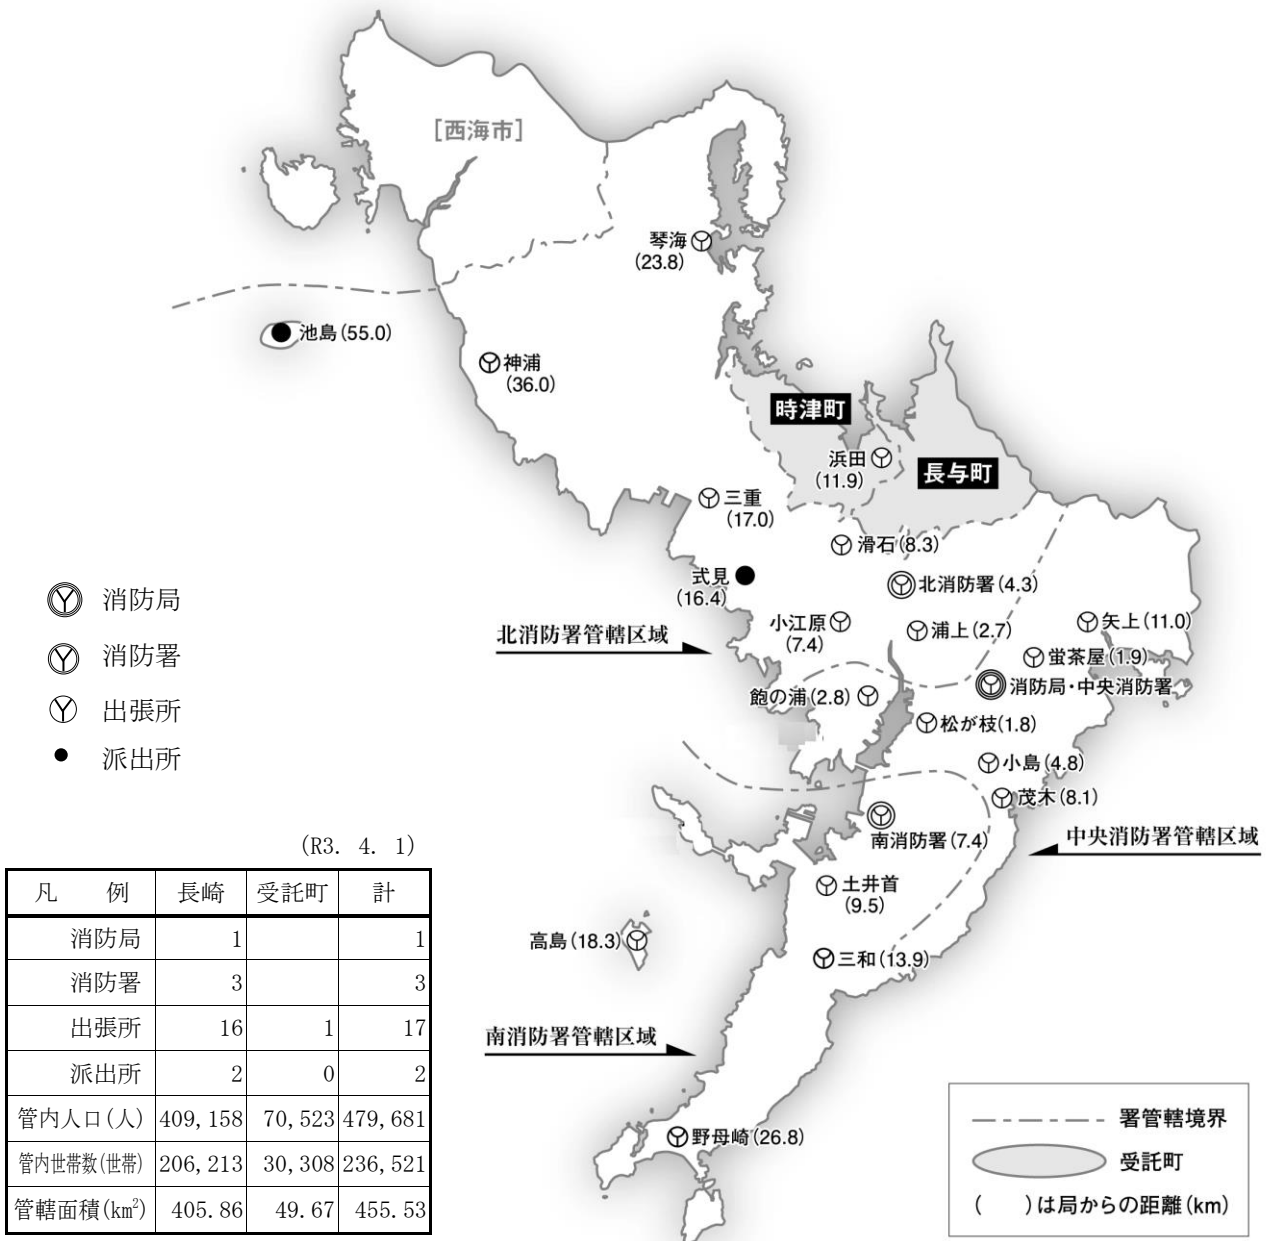 [西海市]
琴海
(23.8)
池島(55.0)
神浦
(36.0)
時津町
浜田
(11.9)
長与町
三重
(17.0)
滑石(8.3)
式見
(16.4)
北消防署(4.3)
小江原
(7.4)
浦上(2.7)
矢上(11.0)
蛍茶屋(1.9)
北消防署管轄区域
消防局・中央消防署
飽の浦(2.8)
松が枝(1.8)
小島(4.8)
茂木(8.1)
南消防署(7.4)
中央消防署管轄区域
土井首
(9.5)
高島(18.3)
三和(13.9)
南消防署管轄区域
野母崎(26.8)
消防局
消防署
出張所
派出所
(R3. 4. 1)
凡 例 長崎 受託町 計
消防局 1 1
消防署 3 3
出張所 16 1 17
派出所 2 0 2
管内人口(人) 409,158 70,523 479,681
管内世帯数(世帯) 206,213 30,308 236,521
管轄面積(km²) 405.86 49.67 455.53
署管轄境界
受託町
( )は局からの距離(km)